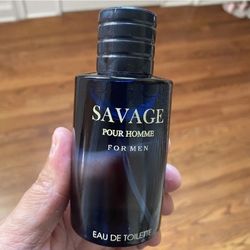 SAVAGE
POUR HOMME
FOR MEN
EAU DE TOILETTE